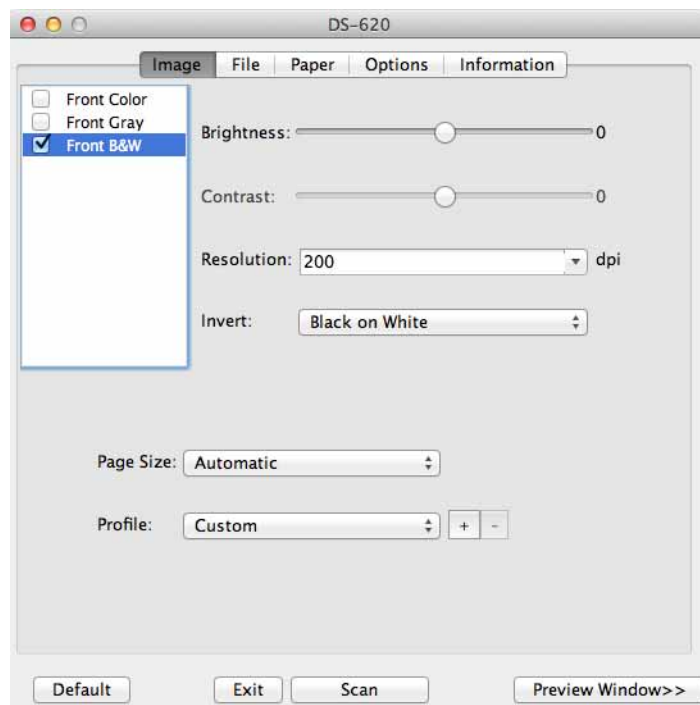 DS-620
Image File Paper Options Information
Front Color
Front Gray
Front B&W
Brightness: 0
Contrast: 0
Resolution: 200 dpi
Invert: Black on White
Page Size: Automatic
Profile: Custom + -
Default Exit Scan Preview Window>>